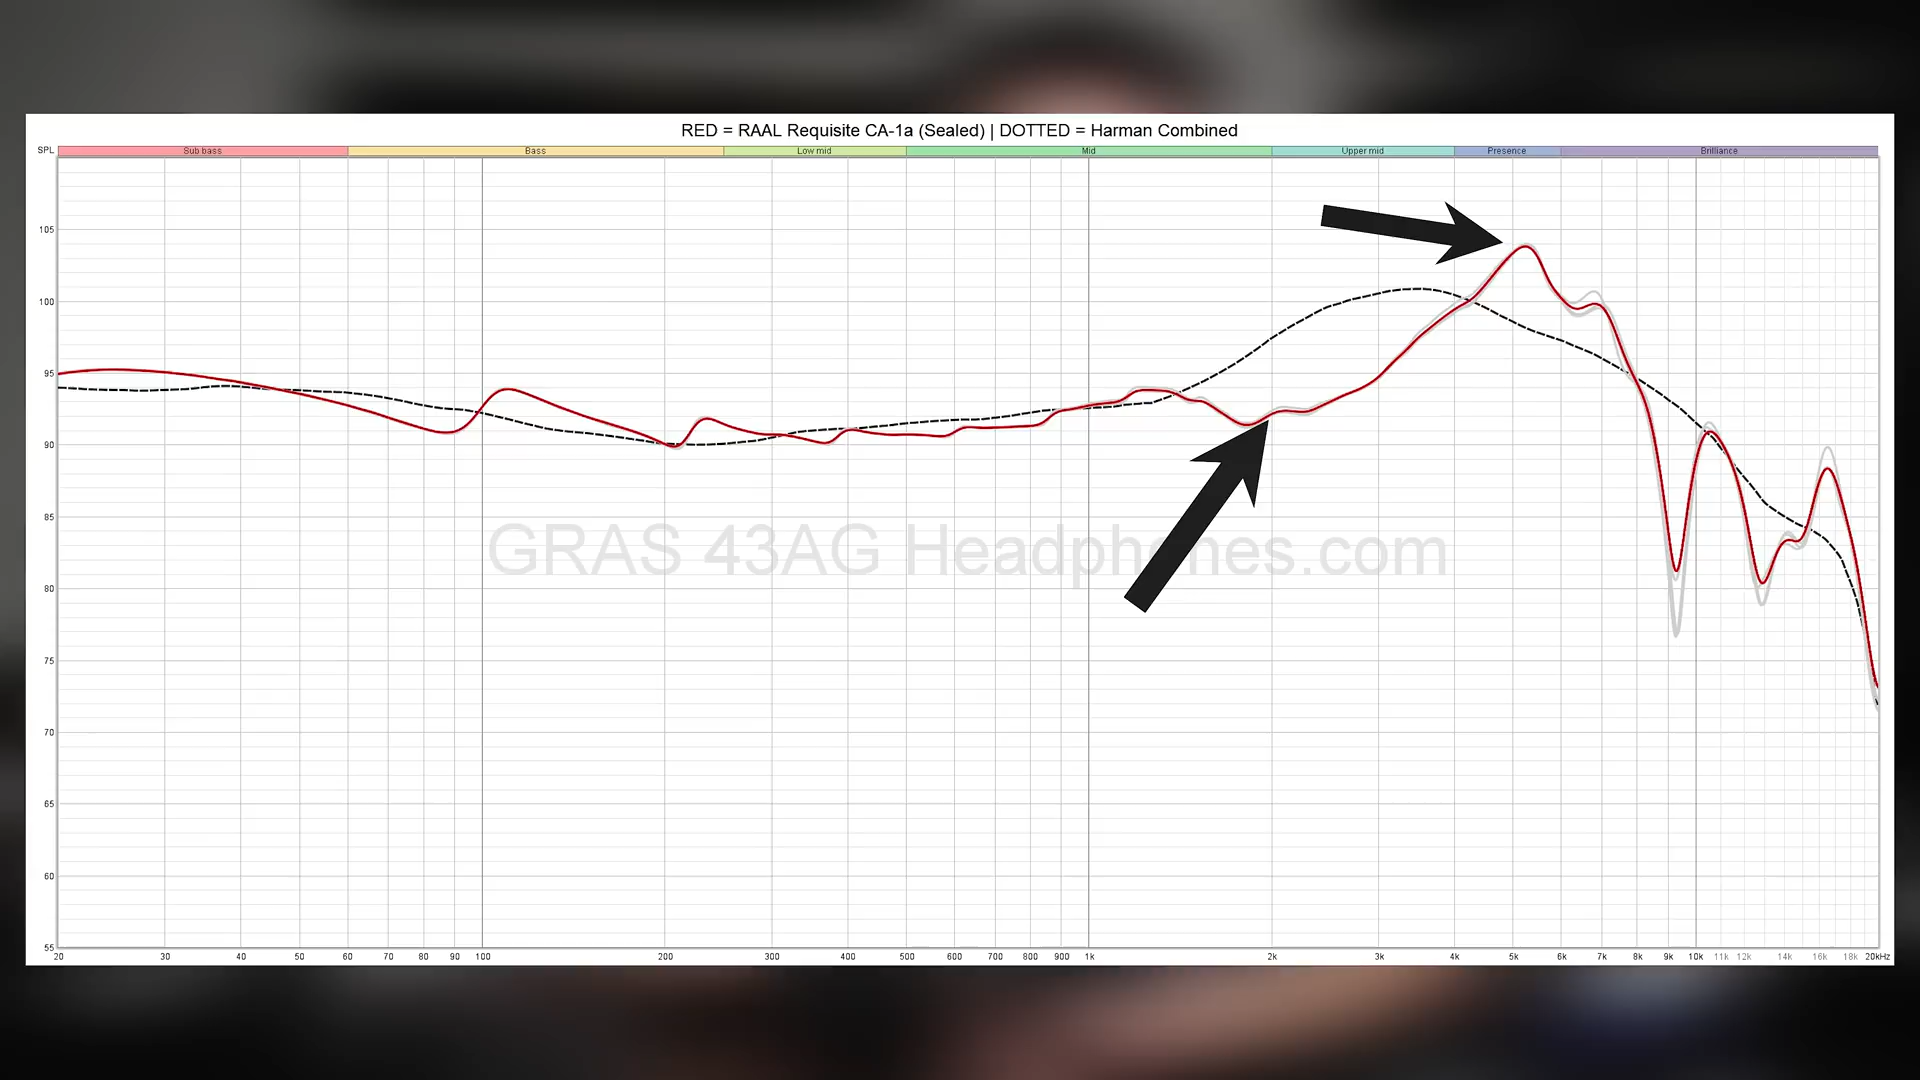 RED = RAAL Requisite CA-1a (Sealed) | DOTTED = Harman Combined
SPL
Sub bass Bass Low mid Mid Upper mid Presence Brilliance
105
100
95
90
85
GRAS 43AG Headphones.com
80
75
70
65
60
55
20 30 40 50 60 70 80 90 100 200 300 400 500 600 700 800 900 1k 2k 3k 4k 5k 6k 7k 8k 9k 10k 11k 12k 14k 16k 18k 20kHz